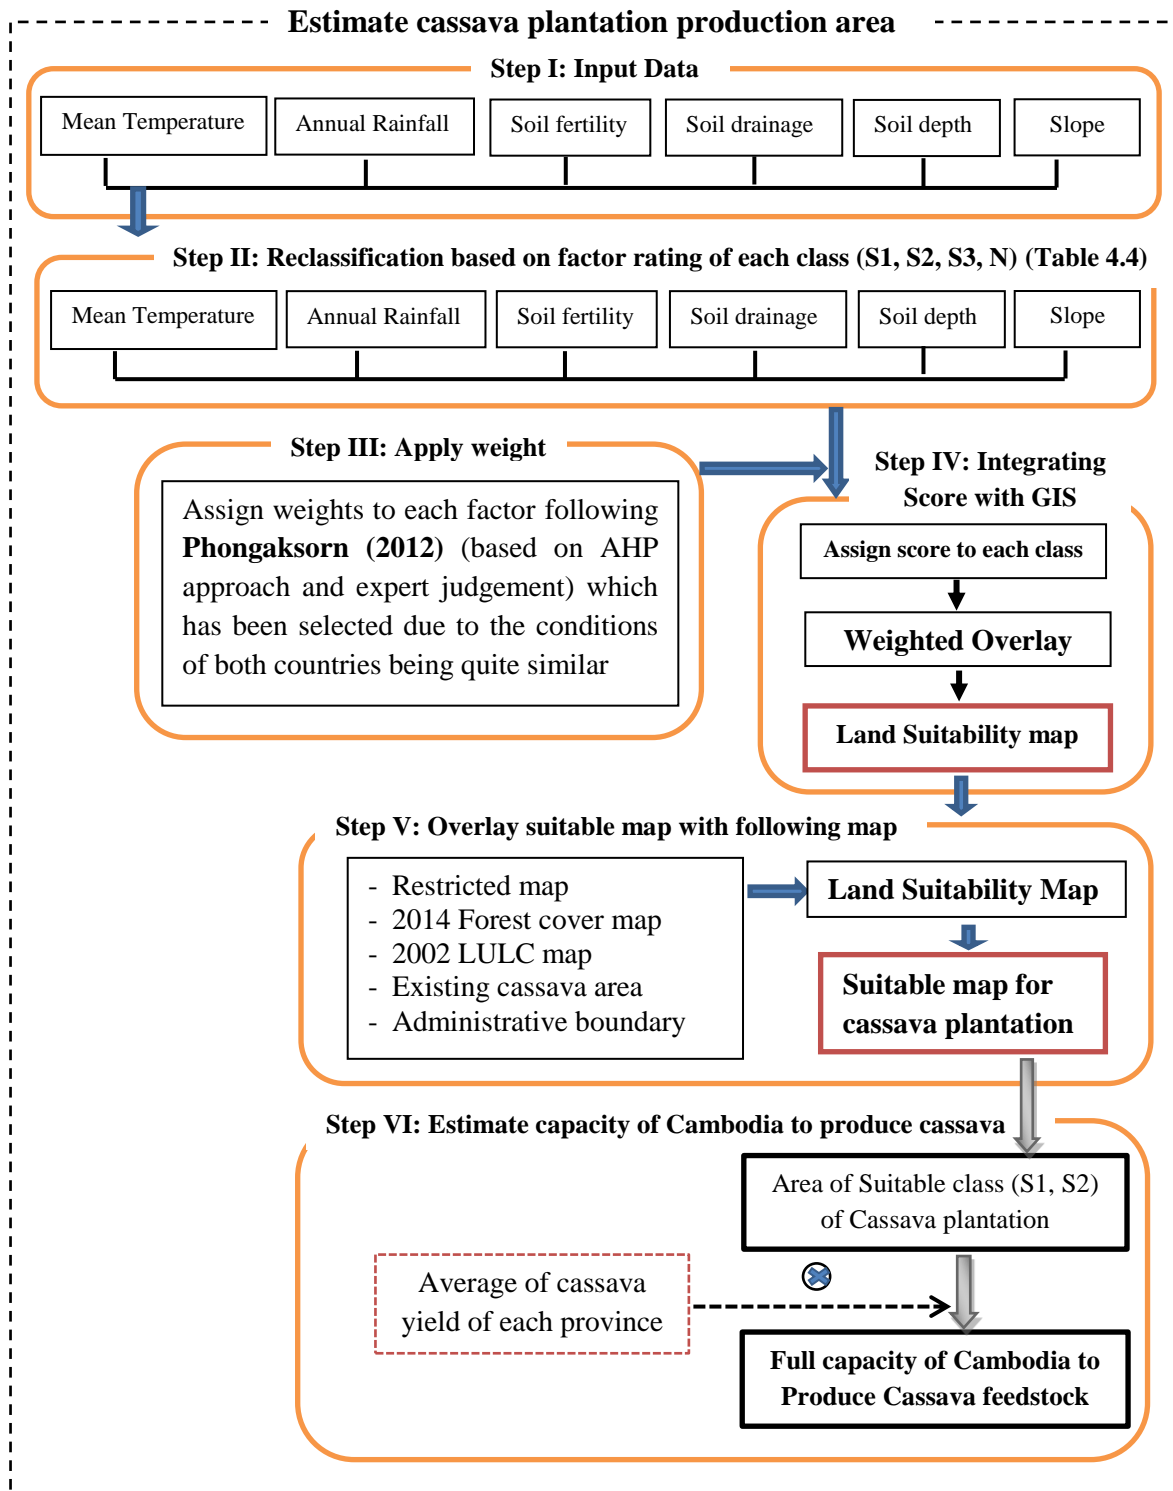 Estimate cassava plantation production area
Step I: Input Data
Mean Temperature
Annual Rainfall
Soil fertility
Soil drainage
Soil depth
Slope
Step II: Reclassification based on factor rating of each class (S1, S2, S3, N) (Table 4.4)
Mean Temperature
Annual Rainfall
Soil fertility
Soil drainage
Soil depth
Slope
Step III: Apply weight
Assign weights to each factor following
Phongaksorn (2012) (based on AHP
approach and expert judgement) which
has been selected due to the conditions
of both countries being quite similar
Step IV: Integrating
Score with GIS
Assign score to each class
Weighted Overlay
Land Suitability map
Step V: Overlay suitable map with following map
- Restricted map
- 2014 Forest cover map
- 2002 LULC map
- Existing cassava area
- Administrative boundary
Land Suitability Map
Suitable map for
cassava plantation
Step VI: Estimate capacity of Cambodia to produce cassava
Area of Suitable class (S1, S2)
of Cassava plantation
Average of cassava
yield of each province
Full capacity of Cambodia to
Produce Cassava feedstock